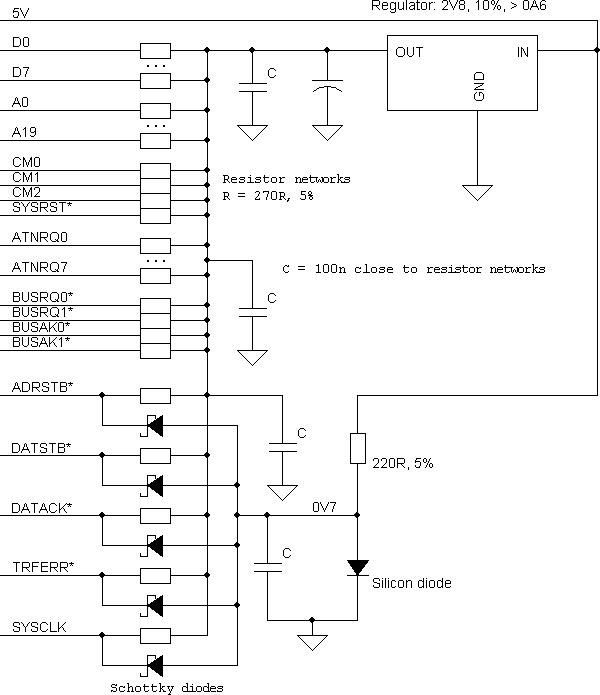 Regulator: 2V8, 10%, > 0A6
5V
D0
OUT
IN
GND
C
D7
...
A0
A19
...
CM0
CM1
CM2
SYSRST*
Resistor networks
R = 270R, 5%
ATNRQ0
...
ATNRQ7
C = 100n close to resistor networks
C
BUSRQ0*
BUSRQ1*
BUSAK0*
BUSAK1*
ADRSTB*
C
DATSTB*
220R, 5%
DATACK*
0V7
C
TRFERR*
Silicon diode
SYSCLK
Schottky diodes